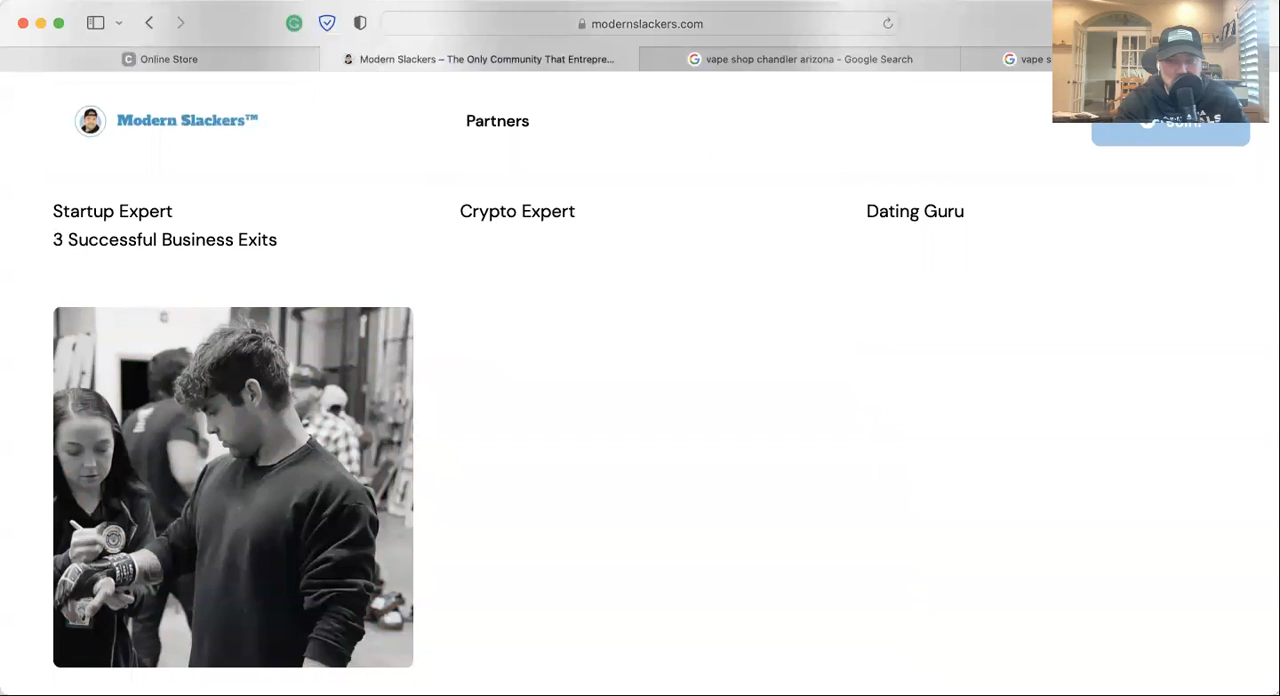 modernslackers.com
Online Store
Modern Slackers – The Only Community That Entrepre...
vape shop chandler arizona - Google Search
vape s
Modern Slackers™
Partners
Startup Expert
Crypto Expert
Dating Guru
3 Successful Business Exits